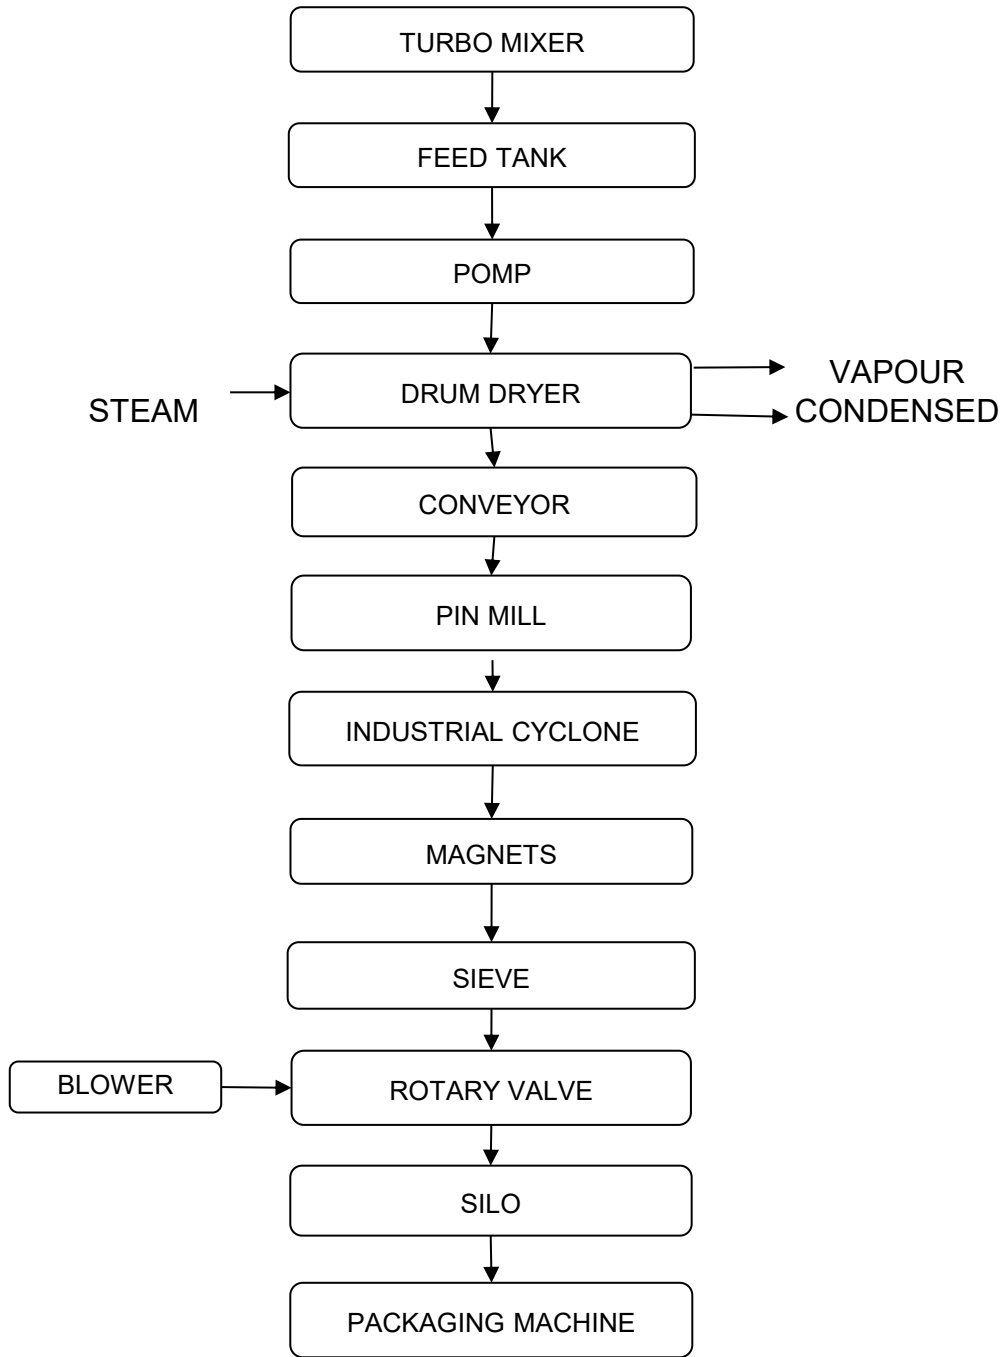 TURBO MIXER
FEED TANK
POMP
STEAM
DRUM DRYER
VAPOUR
CONDENSED
CONVEYOR
PIN MILL
INDUSTRIAL CYCLONE
MAGNETS
SIEVE
BLOWER
ROTARY VALVE
SILO
PACKAGING MACHINE